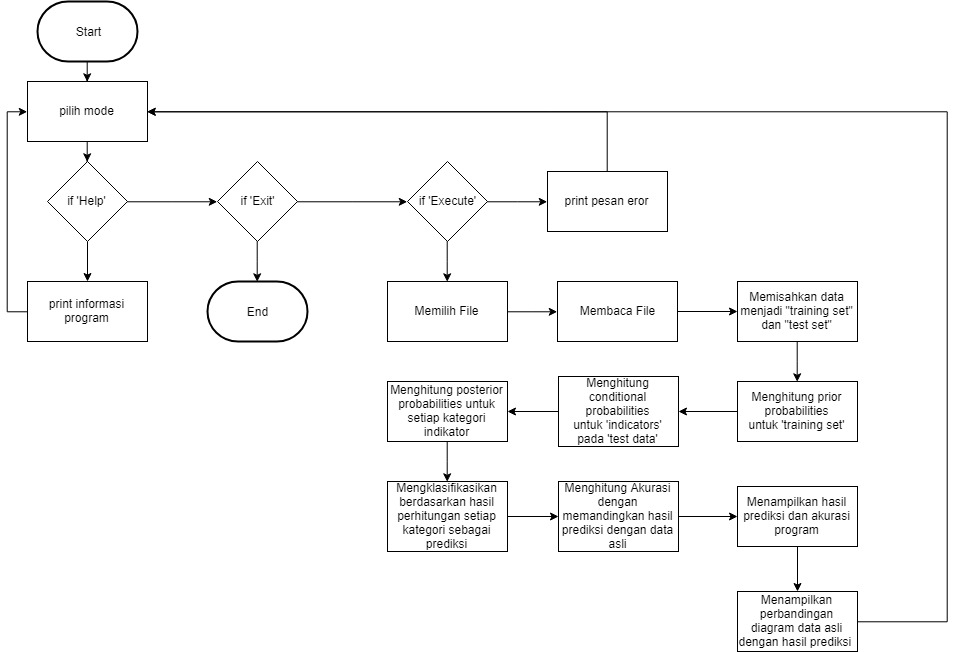 Start
pilih mode
if 'Help'
if 'Exit'
if 'Execute'
print pesan eror
print informasi
program
End
Memilih File
Membaca File
Memisahkan data
menjadi "training set"
dan "test set"
Menghitung prior
probabilities
untuk 'training set'
Menghitung
conditional
probabilities
untuk 'indicators'
pada 'test data'
Menghitung posterior
probabilities untuk
setiap kategori
indikator
Mengklasifikasikan
berdasarkan hasil
perhitungan setiap
kategori sebagai
prediksi
Menghitung Akurasi
dengan
memandingkan hasil
prediksi dengan data
asli
Menampilkan hasil
prediksi dan akurasi
program
Menampilkan
perbandingan
diagram data asli
dengan hasil prediksi